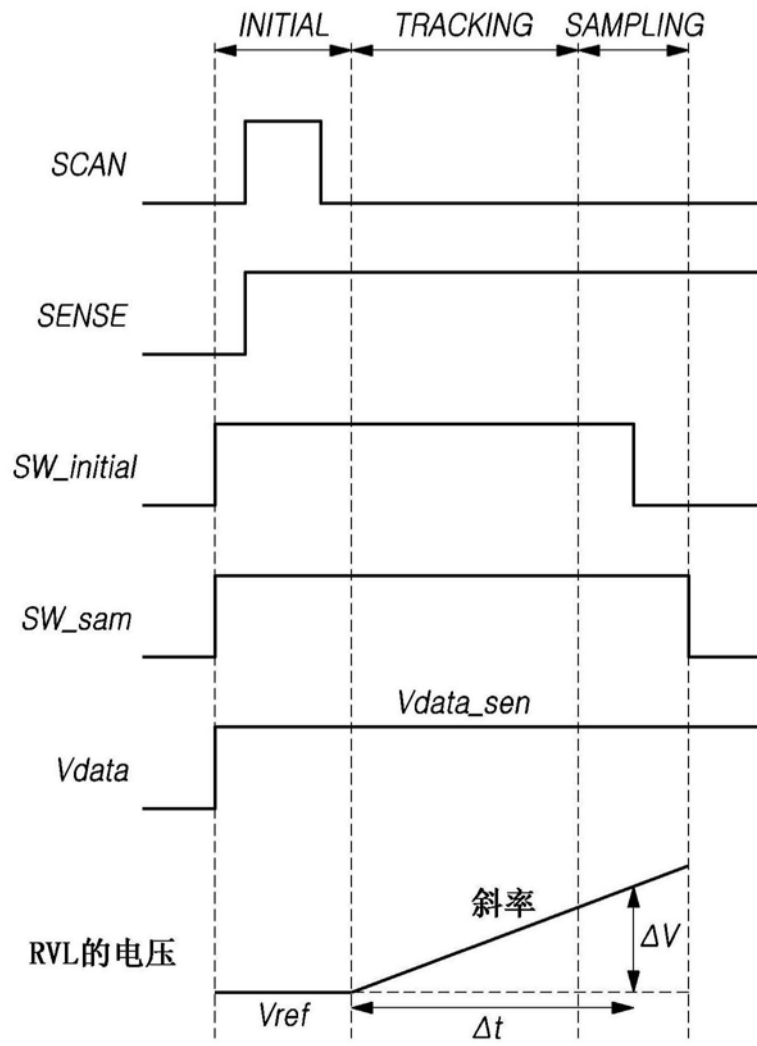 INITIAL TRACKING SAMPLING
SCAN
SENSE
SW_initial
SW_sam
Vdata_sen
Vdata
斜率
ΔV
RVL的电压
Vref
Δt